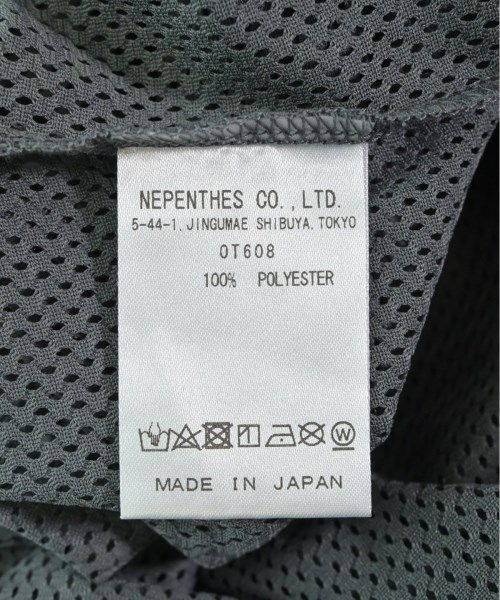 NEPENTHES CO.,LTD.
5-44-1, JINGUMAE SHIBUYA, TOKYO
OT608
100% POLYESTER
W
MADE IN JAPAN